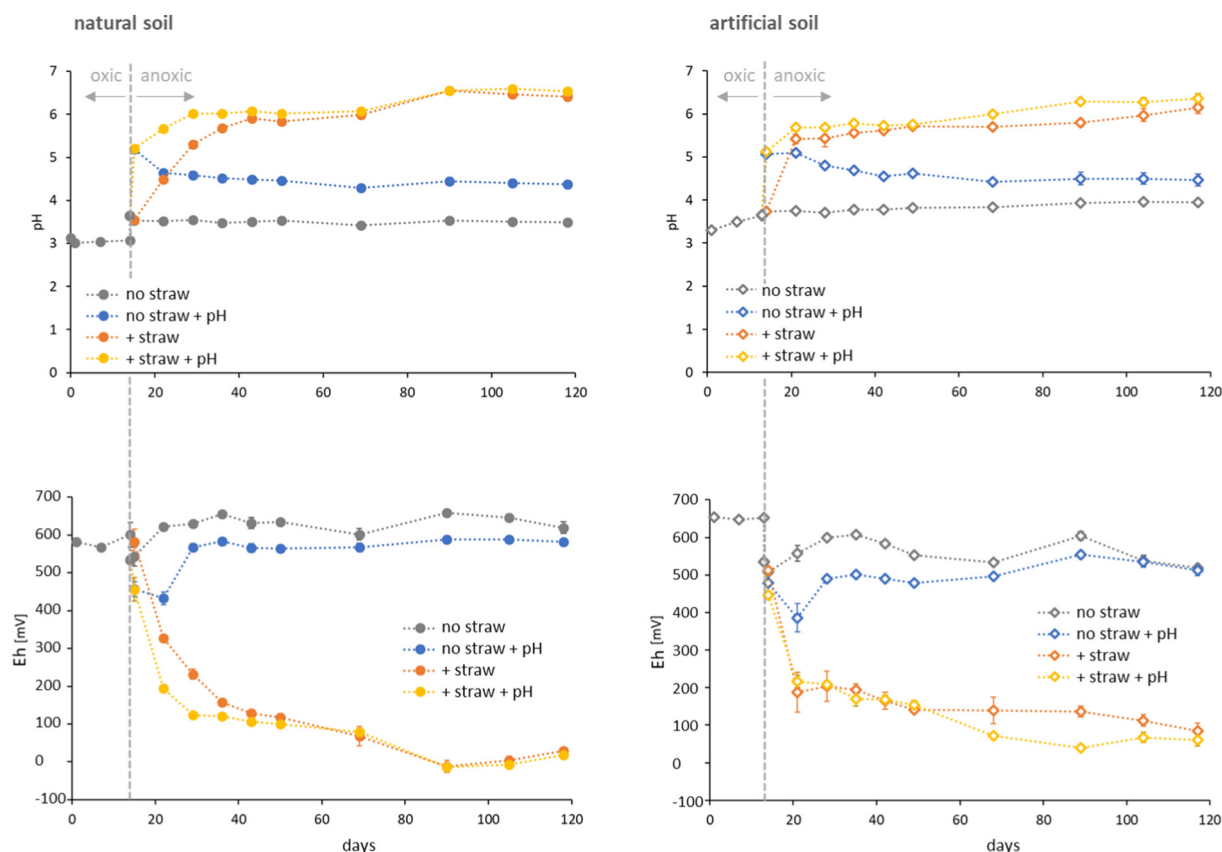 natural soil
artificial soil
7
6
5
4
3
2
1
0
pH
oxic
anoxic
no straw
no straw + pH
+ straw
+ straw + pH
0
20
40
60
80
100
120
7
6
5
4
3
2
1
0
pH
oxic
anoxic
no straw
no straw + pH
+ straw
+ straw + pH
0
20
40
60
80
100
120
700
600
500
400
300
200
100
0
-100
Eh [mV]
no straw
no straw + pH
+ straw
+ straw + pH
0
20
40
60
80
100
120
days
700
600
500
400
300
200
100
0
-100
Eh [mV]
no straw
no straw + pH
+ straw
+ straw + pH
0
20
40
60
80
100
120
days